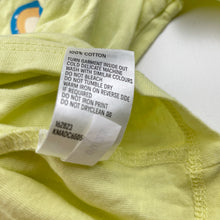 100% COTTON
TURN GARMENT INSIDE OUT
COLD DELICATE MACHINE
WASH WITH SIMILAR COLOURS
DO NOT BLEACH
DO NOT TUMBLE DRY
WARM IRON ON REVERSE
IF REQUIRED
DO NOT IRON PRINT
DO NOT DRYCLEAN